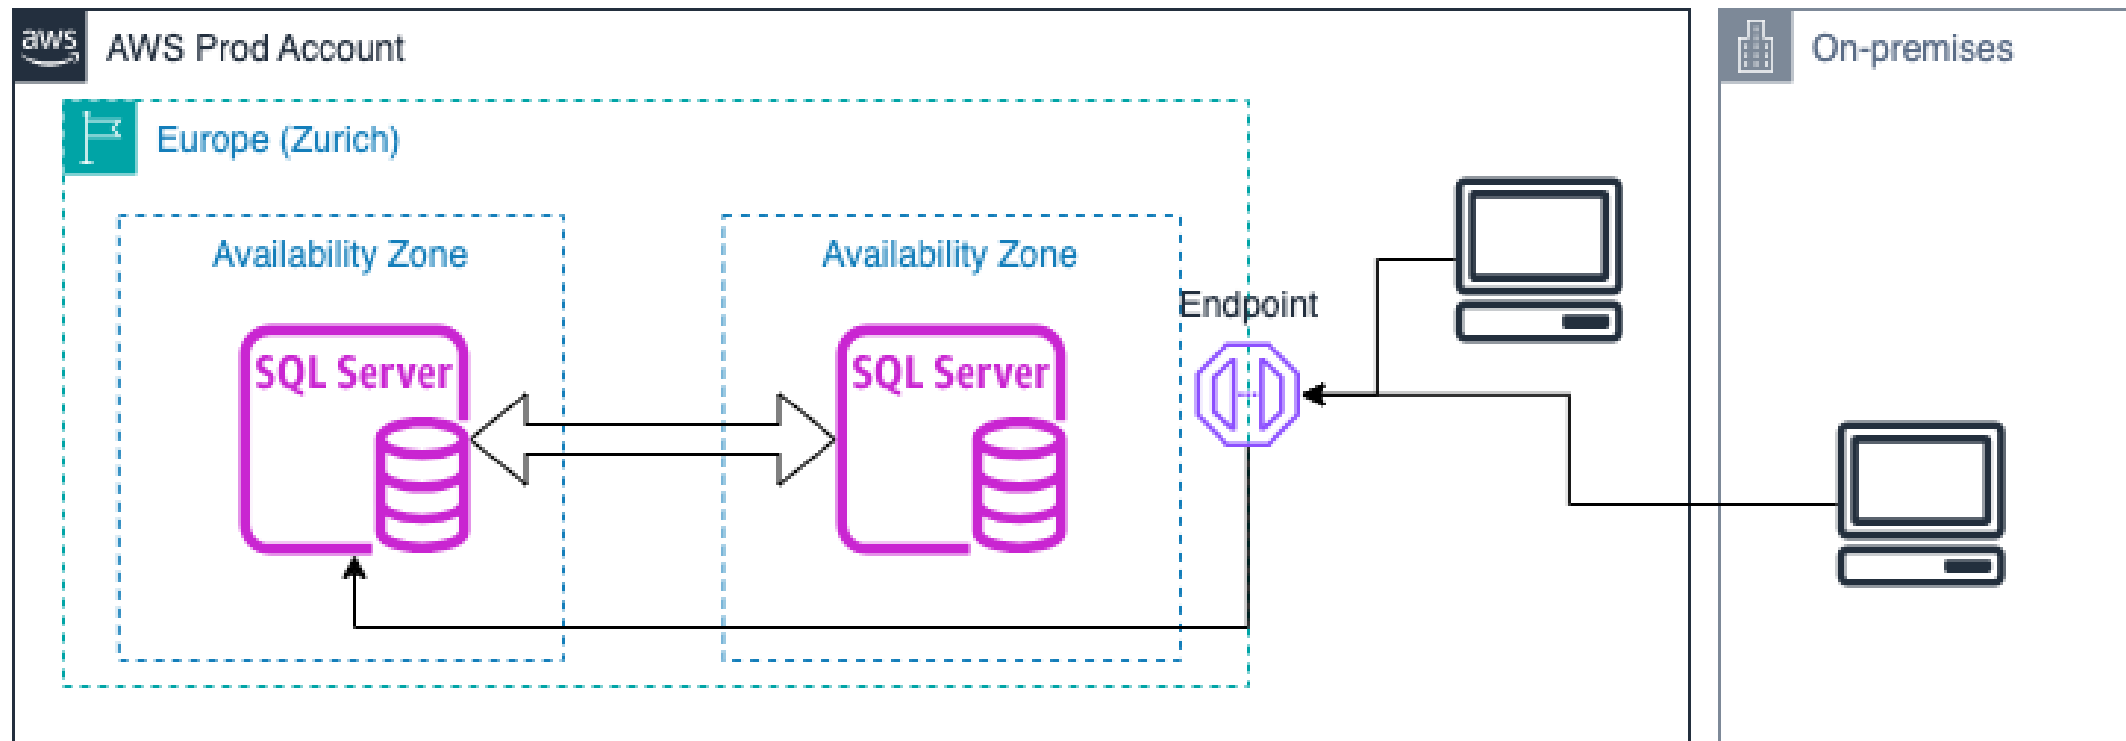 aws
AWS Prod Account
On-premises
Europe (Zurich)
Availability Zone
Availability Zone
Endpoint
SQL Server
SQL Server